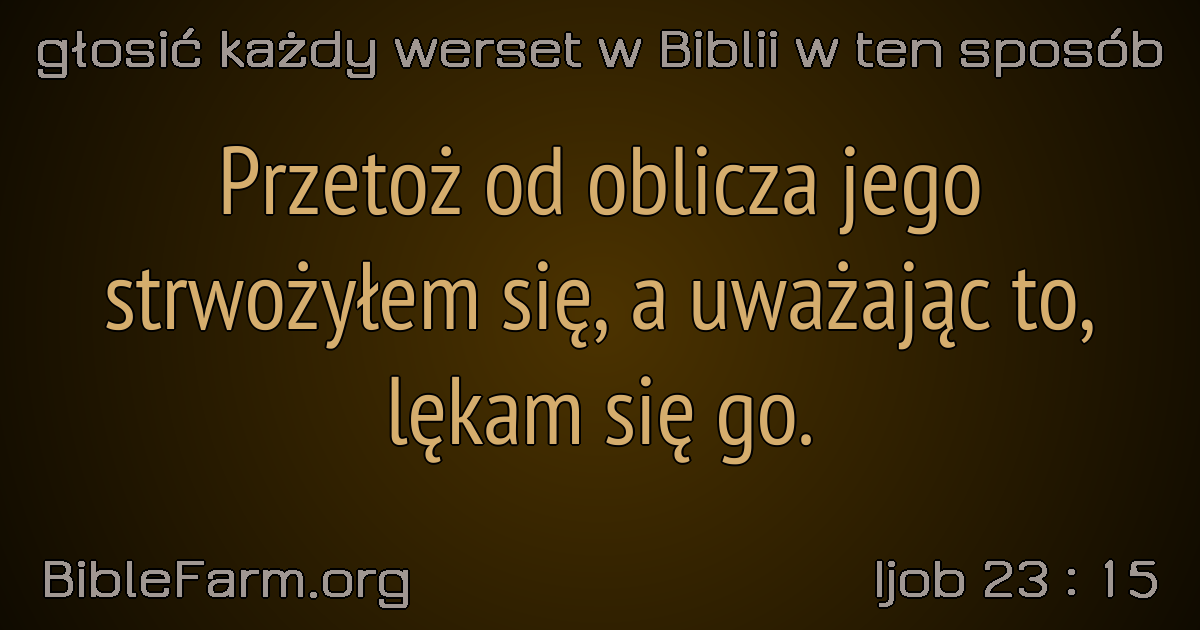 głosić każdy werset w Biblii w ten sposób
Przetoż od oblicza jego
strwożyłem się, a uważając to,
lękam się go.
BibleFarm.org
Ijob 23 : 15